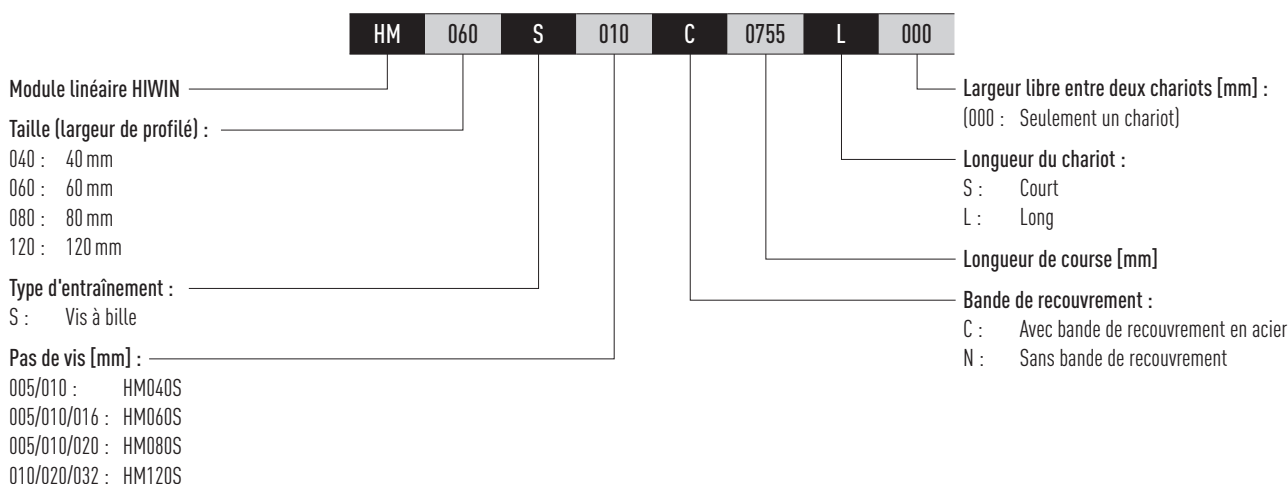 HM 060 S 010 C 0755 L 000
Module linéaire HIWIN
Taille (largeur de profilé) :
040 : 40 mm
060 : 60 mm
080 : 80 mm
120 : 120 mm
Type d'entraînement :
S : Vis à bille
Pas de vis [mm] :
005/010 : HM040S
005/010/016 : HM060S
005/010/020 : HM080S
010/020/032 : HM120S
Largeur libre entre deux chariots [mm] :
(000 : Seulement un chariot)
Longueur du chariot :
S : Court
L : Long
Longueur de course [mm]
Bande de recouvrement :
C : Avec bande de recouvrement en acier
N : Sans bande de recouvrement